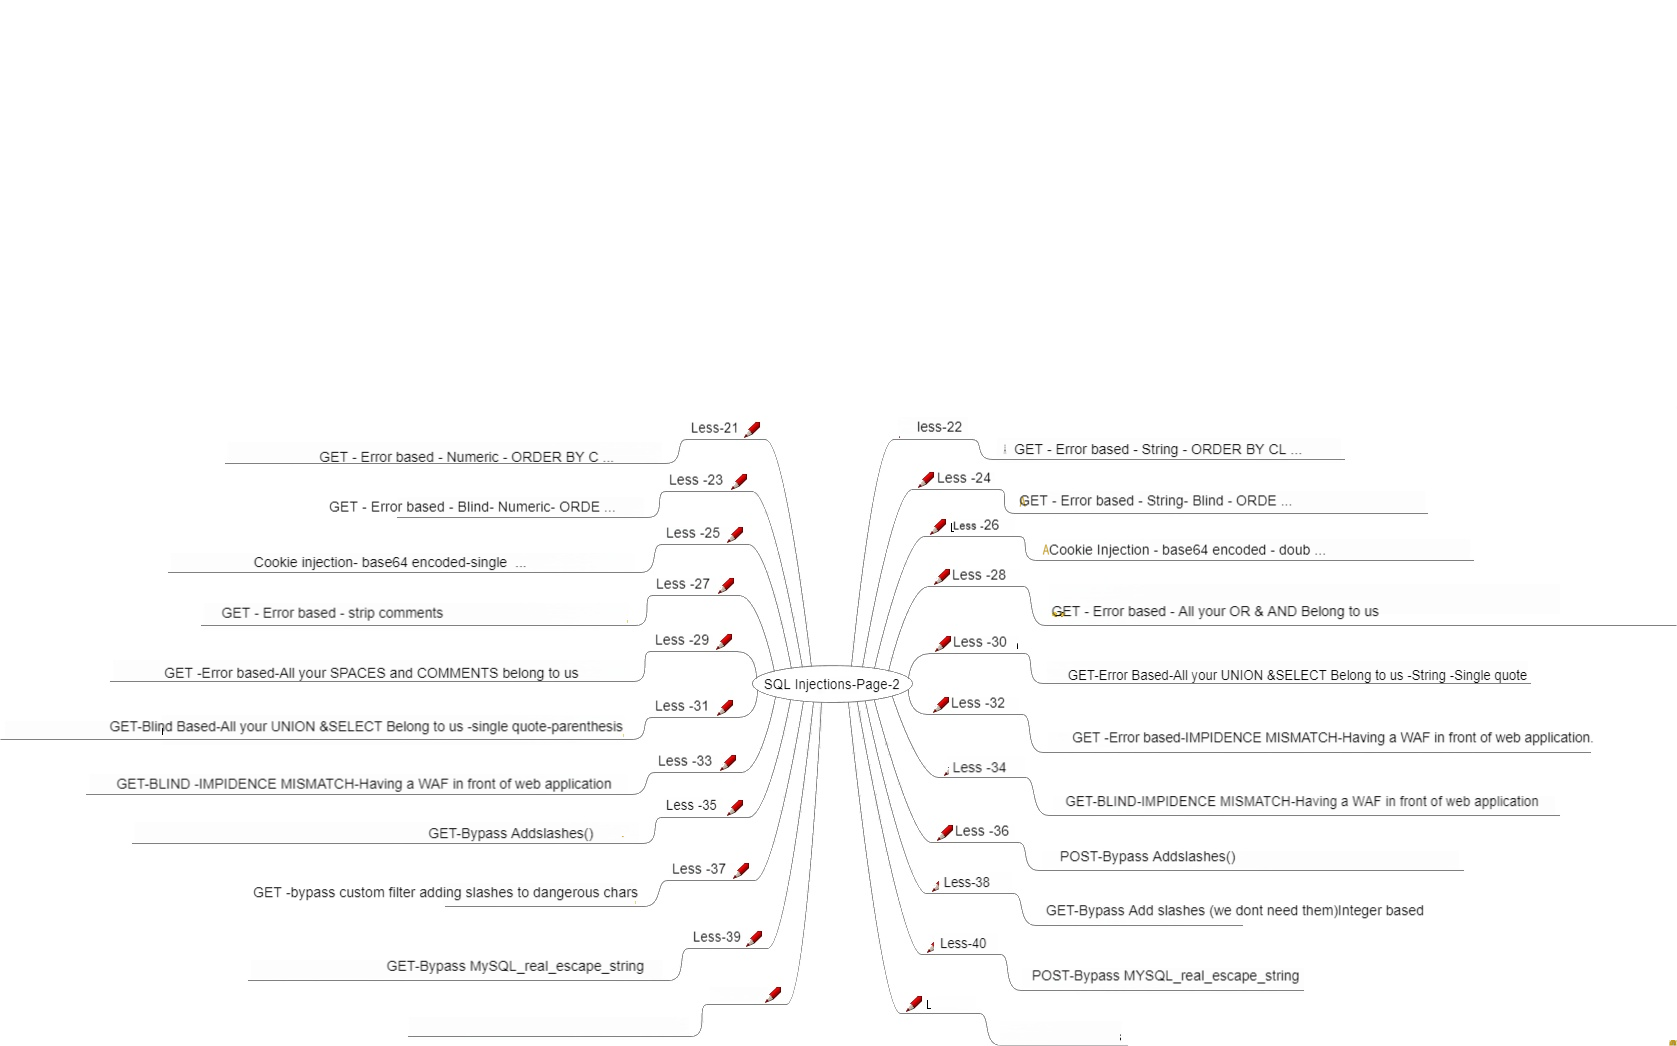 Less-21
GET - Error based - Numeric - ORDER BY C ...
Less -23
GET - Error based - Blind- Numeric- ORDE ...
Less -25
Cookie injection- base64 encoded-single ...
Less -27
GET - Error based - strip comments
Less -29
GET -Error based-All your SPACES and COMMENTS belong to us
Less -31
GET-Blind Based-All your UNION &SELECT Belong to us -single quote-parenthesis
Less -33
GET-BLIND -IMPIDENCE MISMATCH-Having a WAF in front of web application
Less -35
GET-Bypass Addslashes()
Less -37
GET -bypass custom filter adding slashes to dangerous chars
Less-39
GET-Bypass MySQL_real_escape_string
SQL Injections-Page-2
less-22
GET - Error based - String - ORDER BY CL ...
Less -24
GET - Error based - String- Blind - ORDE ...
Less -26
Cookie Injection - base64 encoded - doub ...
Less -28
GET - Error based - All your OR & AND Belong to us
Less -30
GET-Error Based-All your UNION &SELECT Belong to us -String -Single quote
Less -32
GET -Error based-IMPIDENCE MISMATCH-Having a WAF in front of web application.
Less -34
GET-BLIND-IMPIDENCE MISMATCH-Having a WAF in front of web application
Less -36
POST-Bypass Addslashes()
Less-38
GET-Bypass Add slashes (we dont need them)Integer based
Less-40
POST-Bypass MYSQL_real_escape_string